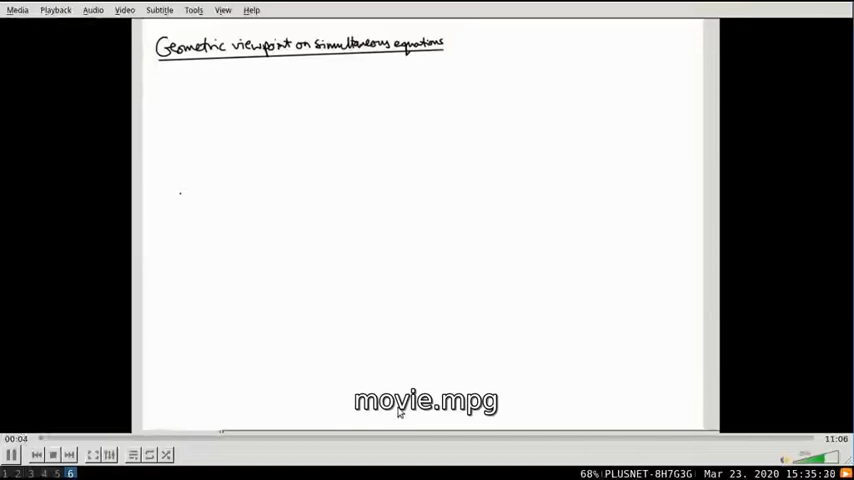 Media Playback Audio Video Subtitle Tools View Help
Geometric viewpoint on simultaneous equations
movie.mpg
00:04 11:06
1 2 3 4 5 6 68% PLUSNET-8H7G3G Mar 23, 2020 15:35:30